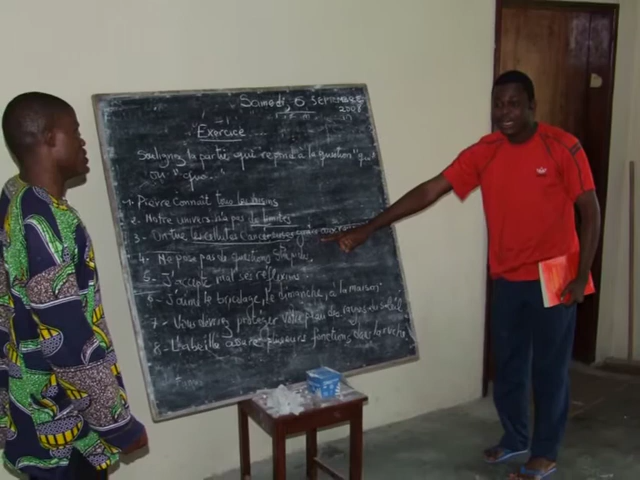 Samedi, 6 Septembre 2008
Exercice
Soulignez la partie qui répond à la question "qui"
ou "quoi"
1- Pierre connaît tous les voisins
2- Notre univers n'a pas de limites
3- On tue les cellules cancéreuses
4- Ne pose pas de questions
5- J'accepte mal ses réflexions
6- J'aime le bricolage, le dimanche, à la maison
7- Vous devez protéger votre peau des rayons du soleil
8- L'abeille assure plusieurs fonctions dans la ruche